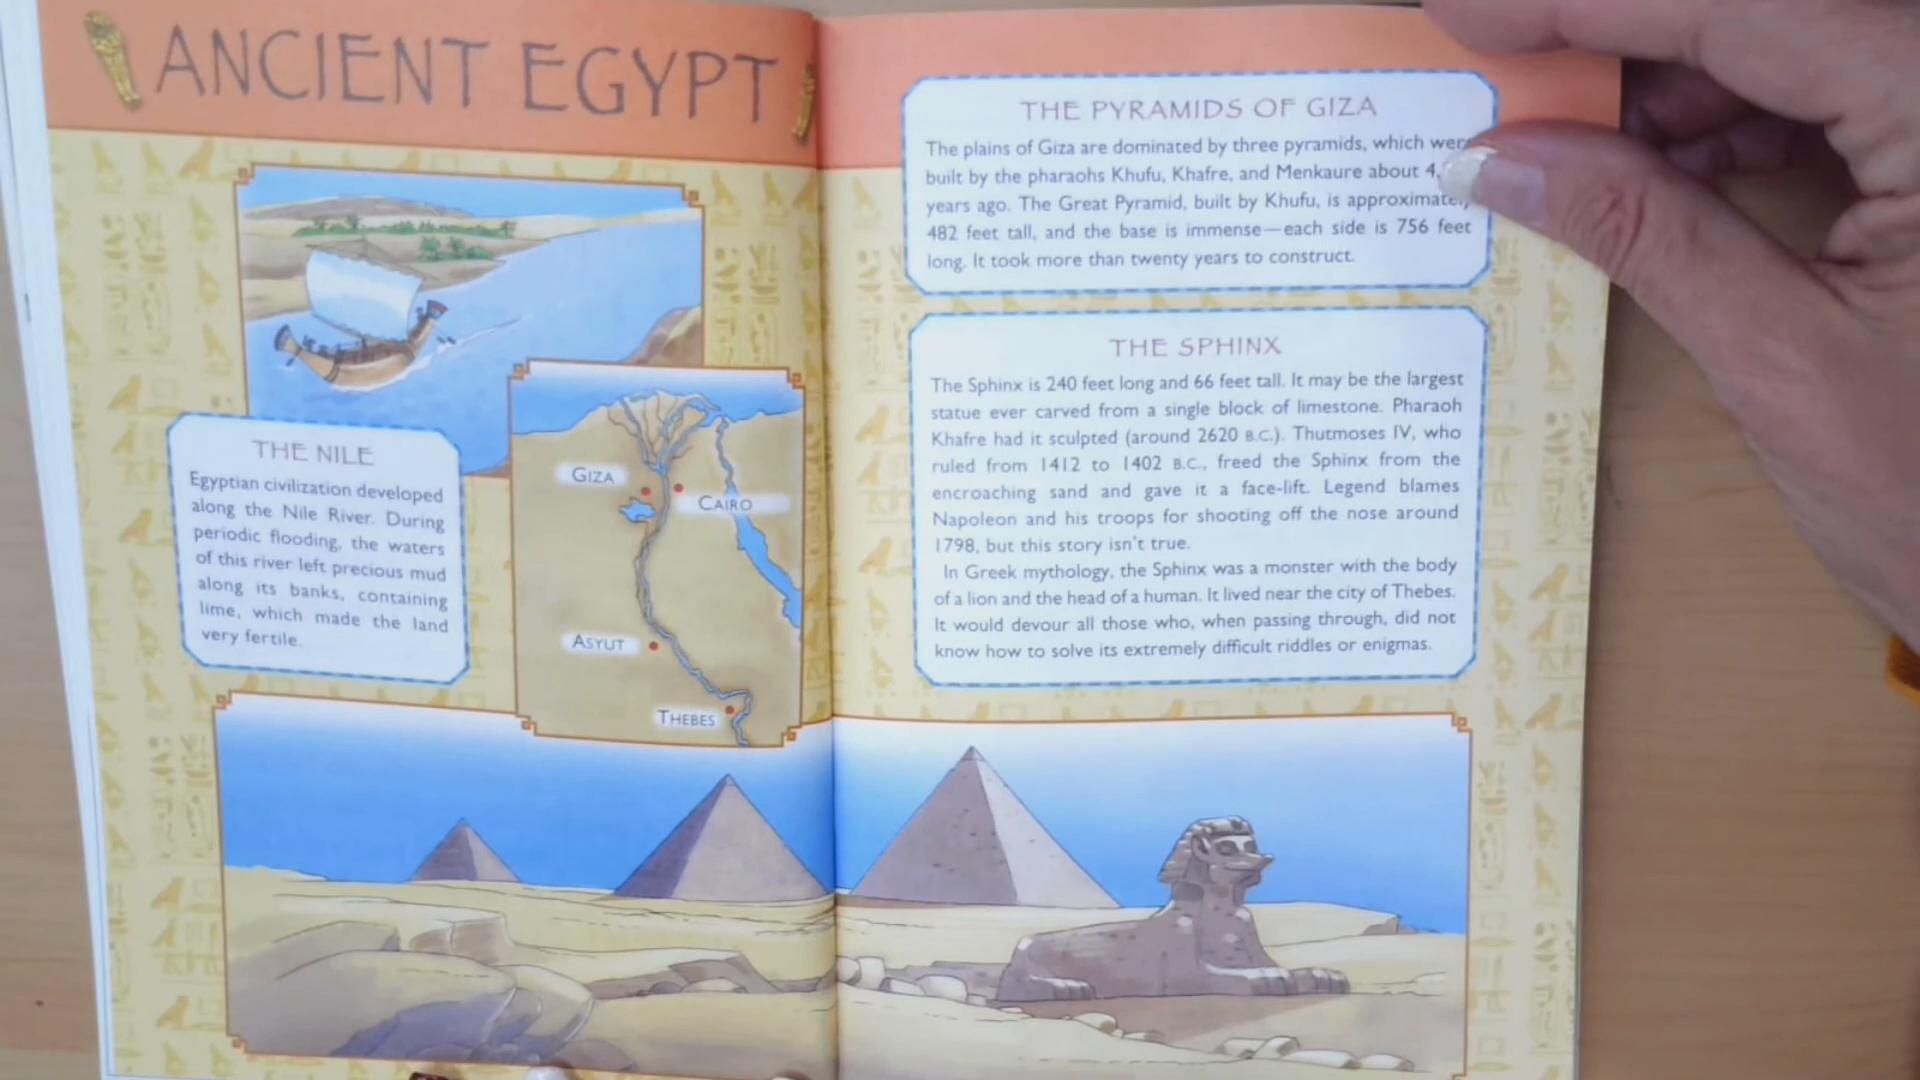 ANCIENT EGYPT
THE NILE
Egyptian civilization developed
along the Nile River. During
periodic flooding, the waters
of this river left precious mud
along its banks, containing
lime, which made the land
very fertile.
GIZA
CAIRO
ASYUT
THEBES
THE PYRAMIDS OF GIZA
The plains of Giza are dominated by three pyramids, which
built by the pharaohs Khufu, Khafre, and Menkaure about
years ago. The Great Pyramid, built by Khufu, is
482 feet tall, and the base is immense—each side is 756 feet
long. It took more than twenty years to construct.
THE SPHINX
The Sphinx is 240 feet long and 66 feet tall. It may be the largest
statue ever carved from a single block of limestone. Pharaoh
Khafre had it sculpted (around 2620 B.C.). Thutmoses IV, who
ruled from 1412 to 1402 B.C., freed the Sphinx from the
encroaching sand and gave it a face-lift. Legend blames
Napoleon and his troops for shooting off the nose around
1798, but this story isn't true.
In Greek mythology, the Sphinx was a monster with the body
of a lion and the head of a human. It lived near the city of Thebes.
It would devour all those who, when passing through, did not
know how to solve its extremely difficult riddles or enigmas.